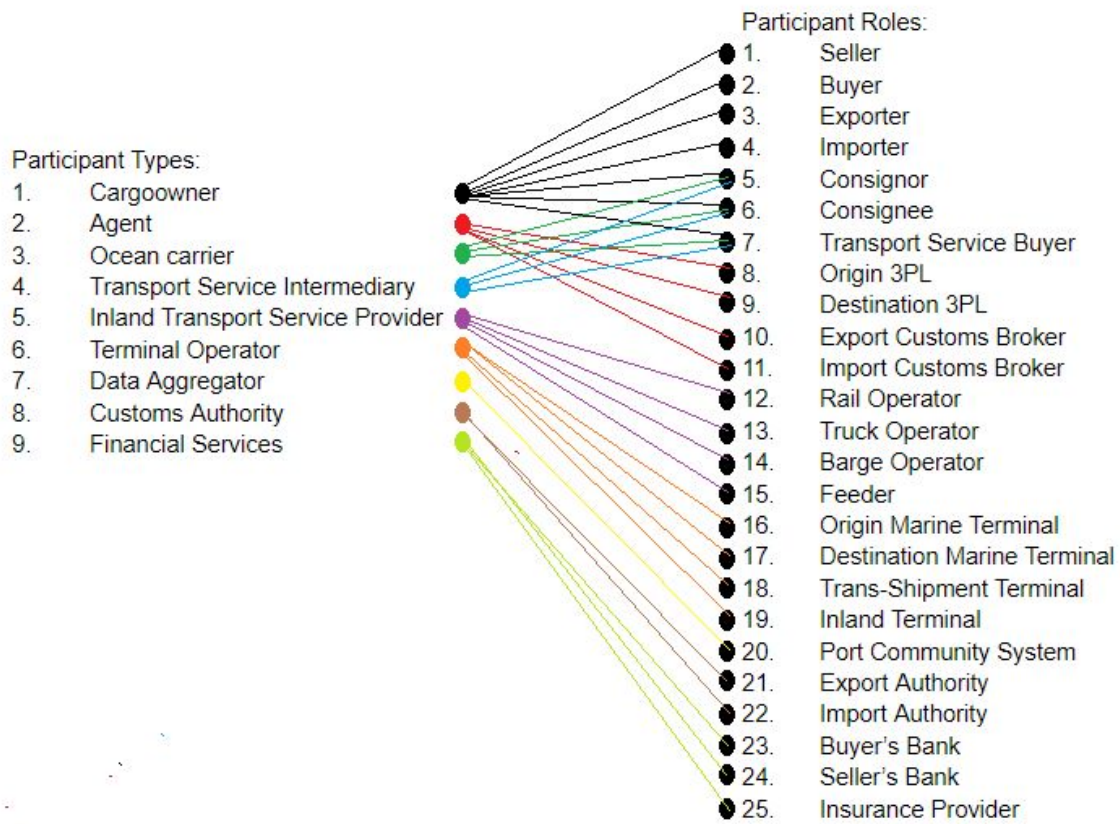 Participant Types:
1. Cargoowner
2. Agent
3. Ocean carrier
4. Transport Service Intermediary
5. Inland Transport Service Provider
6. Terminal Operator
7. Data Aggregator
8. Customs Authority
9. Financial Services
Participant Roles:
1. Seller
2. Buyer
3. Exporter
4. Importer
5. Consignor
6. Consignee
7. Transport Service Buyer
8. Origin 3PL
9. Destination 3PL
10. Export Customs Broker
11. Import Customs Broker
12. Rail Operator
13. Truck Operator
14. Barge Operator
15. Feeder
16. Origin Marine Terminal
17. Destination Marine Terminal
18. Trans-Shipment Terminal
19. Inland Terminal
20. Port Community System
21. Export Authority
22. Import Authority
23. Buyer’s Bank
24. Seller’s Bank
25. Insurance Provider